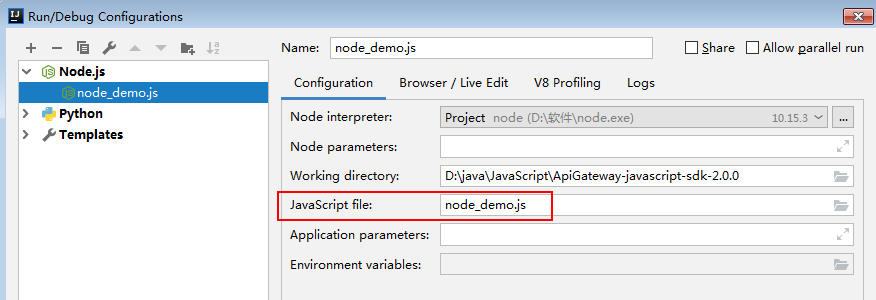 Run/Debug Configurations
Name: node_demo.js Share Allow parallel run
Node.js
node_demo.js
Python
Templates
Configuration Browser / Live Edit V8 Profiling Logs
Node interpreter: Project node (D:\软件\node.exe) 10.15.3 ...
Node parameters:
Working directory: D:\java\JavaScript\ApiGateway-javascript-sdk-2.0.0
JavaScript file: node_demo.js
Application parameters:
Environment variables: